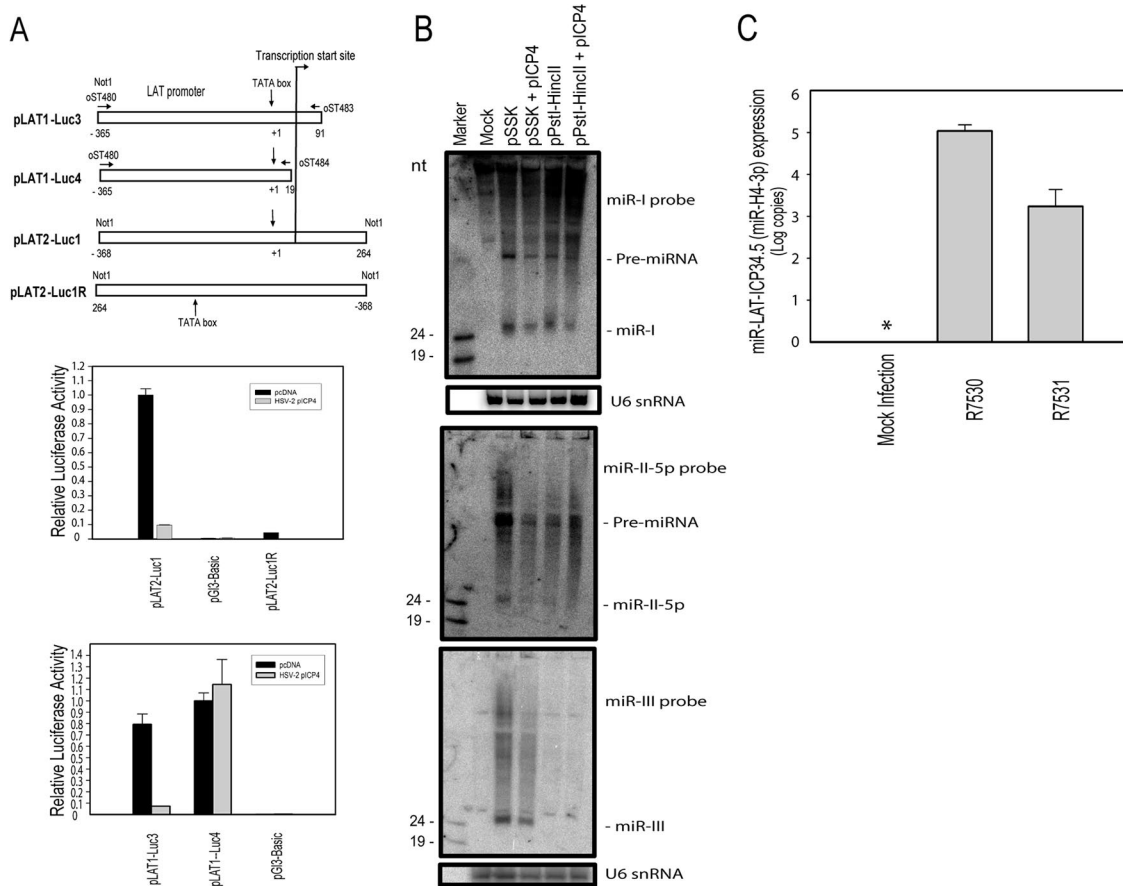 A
Transcription start site
Not1
oST480
LAT promoter
TATA box
oST483
pLAT1-Luc3
- 365
+1
91
oST480
oST484
pLAT1-Luc4
- 365
+1
19
Not1
Not1
pLAT2-Luc1
- 368
+1
264
Not1
Not1
pLAT2-Luc1R
264
-368
TATA box
Relative Luciferase Activity
1.2
1.1
1.0
0.9
0.8
0.7
0.6
0.5
0.4
0.3
0.2
0.1
0
pcDNA
HSV-2 pICP4
pLAT2-Luc1
pGl3-Basic
pLAT2-Luc1R
Relative Luciferase Activity
1.5
1.4
1.3
1.2
1.1
1.0
0.9
0.8
0.7
0.6
0.5
0.4
0.3
0.2
0.1
0
pcDNA
HSV-2 pICP4
pLAT1-Luc3
pLAT1--Luc4
pGl3-Basic
B
Marker
Mock
pSSK
pSSK + pICP4
pPstI-HincII
pPstI-HincII + pICP4
nt
miR-I probe
- Pre-miRNA
- miR-I
24 -
19 -
U6 snRNA
miR-II-5p probe
- Pre-miRNA
- miR-II-5p
24 -
19 -
miR-III probe
- miR-III
24 -
19 -
U6 snRNA
C
miR-LAT-ICP34.5 (miR-H4-3p) expression
(Log copies)
6
5
4
3
2
1
0
*
Mock Infection
R7530
R7531